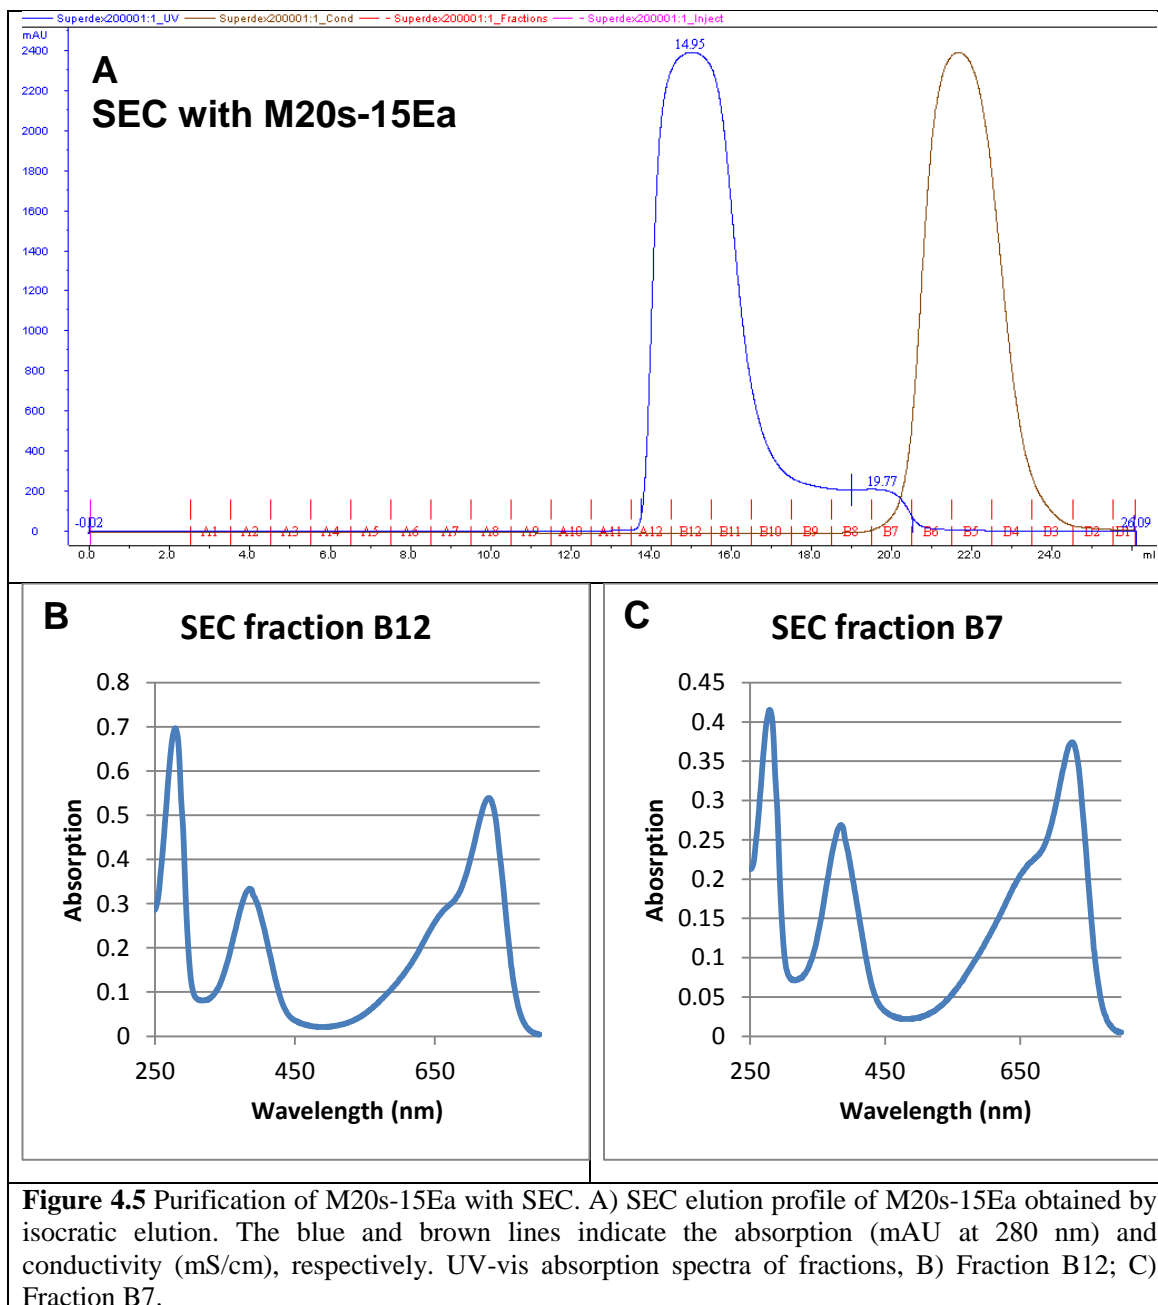 Superdex200001:1_UV Superdex200001:1_Cond Superdex200001:1_Fractions Superdex200001:1_Inject
mAU
2400
2200
2000
1800
1600
1400
1200
1000
800
600
400
200
0
A
SEC with M20s-15Ea
14.95
19.77
-0.02
26.09
A1 A2 A3 A4 A5 A6 A7 A8 A9 A10 A11 A12 B12 B11 B10 B9 B8 B7 B6 B5 B4 B3 B2 B1
0.0 2.0 4.0 6.0 8.0 10.0 12.0 14.0 16.0 18.0 20.0 22.0 24.0 ml
B
SEC fraction B12
0.8
0.7
0.6
0.5
0.4
0.3
0.2
0.1
0
Absorption
250 450 650
Wavelength (nm)
C
SEC fraction B7
0.45
0.4
0.35
0.3
0.25
0.2
0.15
0.1
0.05
0
Abosrption
250 450 650
Wavelength (nm)
Figure 4.5 Purification of M20s-15Ea with SEC. A) SEC elution profile of M20s-15Ea obtained by
isocratic elution. The blue and brown lines indicate the absorption (mAU at 280 nm) and
conductivity (mS/cm), respectively. UV-vis absorption spectra of fractions, B) Fraction B12; C)
Fraction B7.